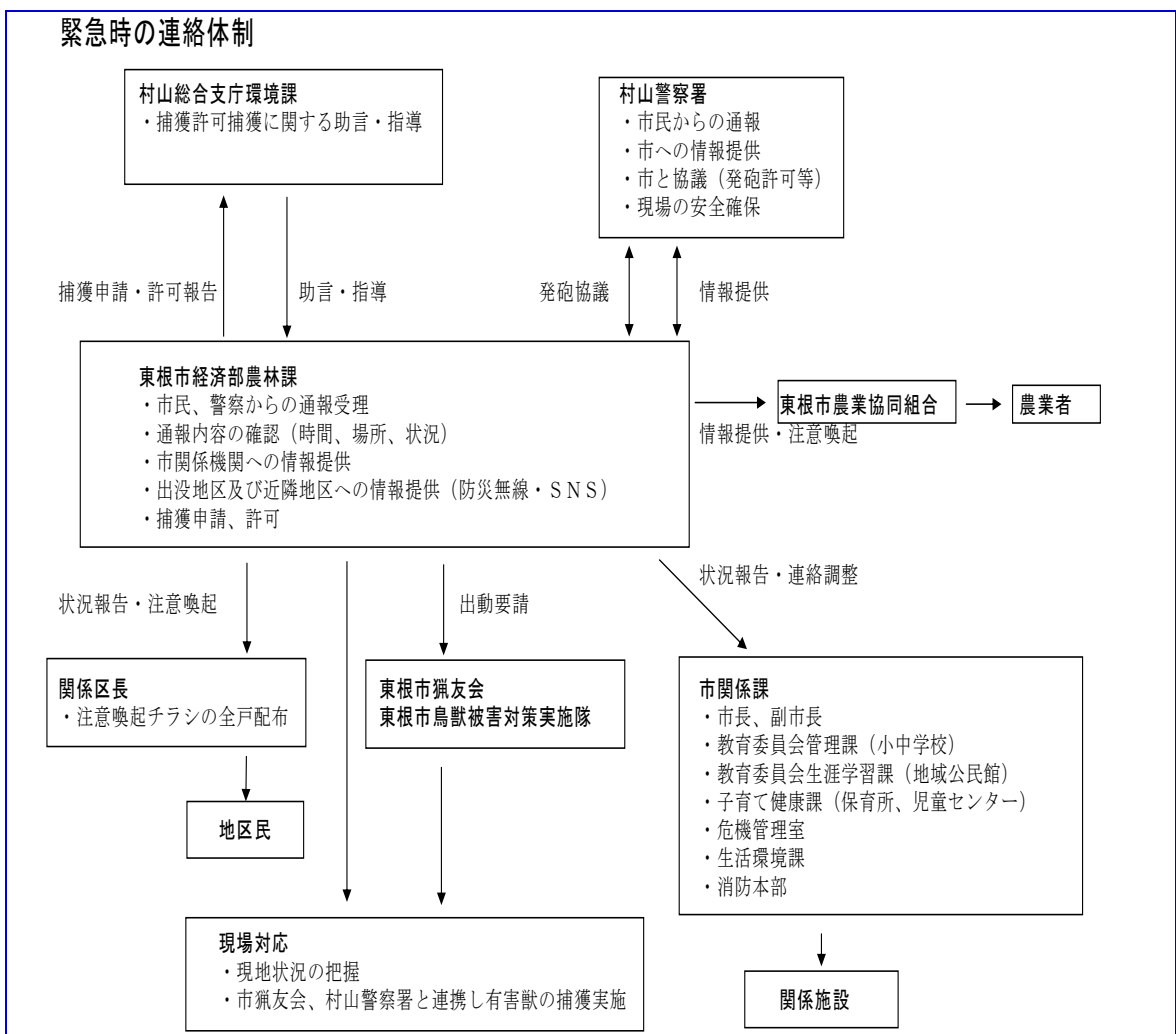 緊急時の連絡体制
村山総合支庁環境課
・捕獲許可捕獲に関する助言・指導
村山警察署
・市民からの通報
・市への情報提供
・市と協議（発砲許可等）
・現場の安全確保
捕獲申請・許可報告
助言・指導
発砲協議
情報提供
東根市経済部農林課
・市民、警察からの通報受理
・通報内容の確認（時間、場所、状況）
・市関係機関への情報提供
・出没地区及び近隣地区への情報提供（防災無線・ＳＮＳ）
・捕獲申請、許可
東根市農業協同組合
農業者
情報提供・注意喚起
状況報告・注意喚起
出動要請
状況報告・連絡調整
関係区長
・注意喚起チラシの全戸配布
東根市猟友会
東根市鳥獣被害対策実施隊
市関係課
・市長、副市長
・教育委員会管理課（小中学校）
・教育委員会生涯学習課（地域公民館）
・子育て健康課（保育所、児童センター）
・危機管理室
・生活環境課
・消防本部
地区民
現場対応
・現地状況の把握
・市猟友会、村山警察署と連携し有害獣の捕獲実施
関係施設